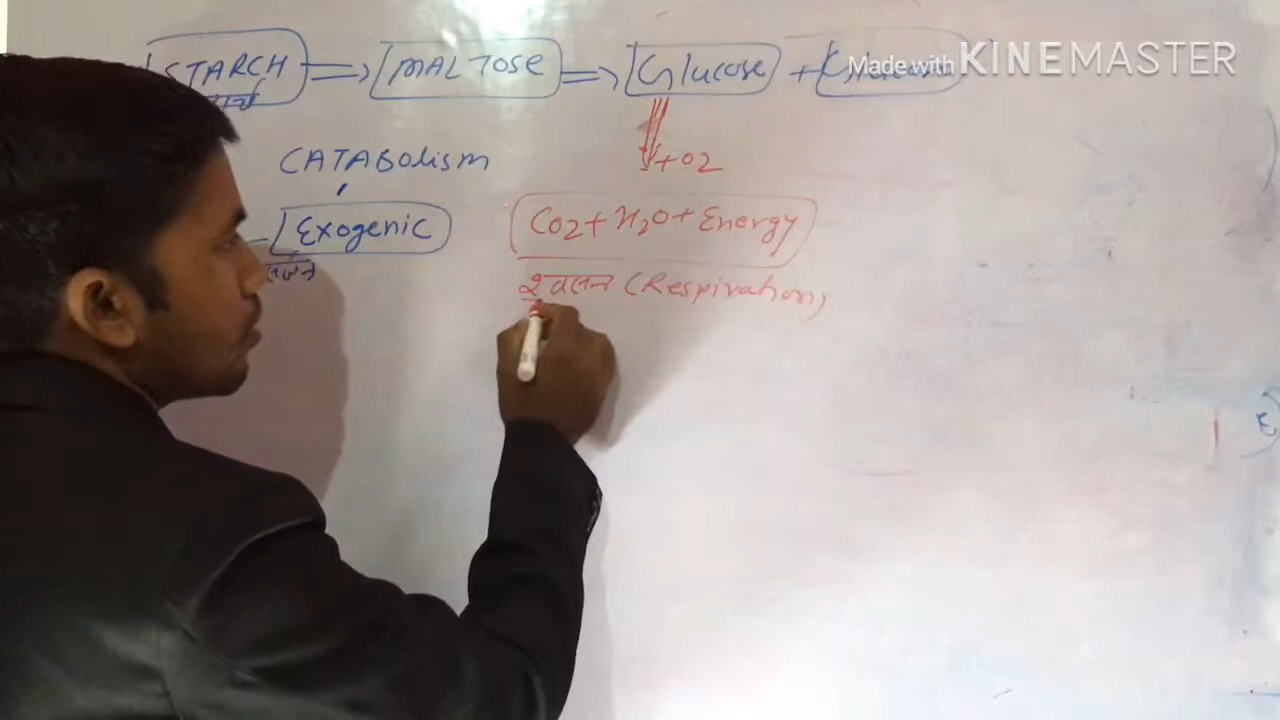 STARCH => MALTOSE => Glucose +
Made with KINEMASTER
+O2
CATABOlism
Exogenic
CO2 + H2O + Energy
श्वसन (Respiration)